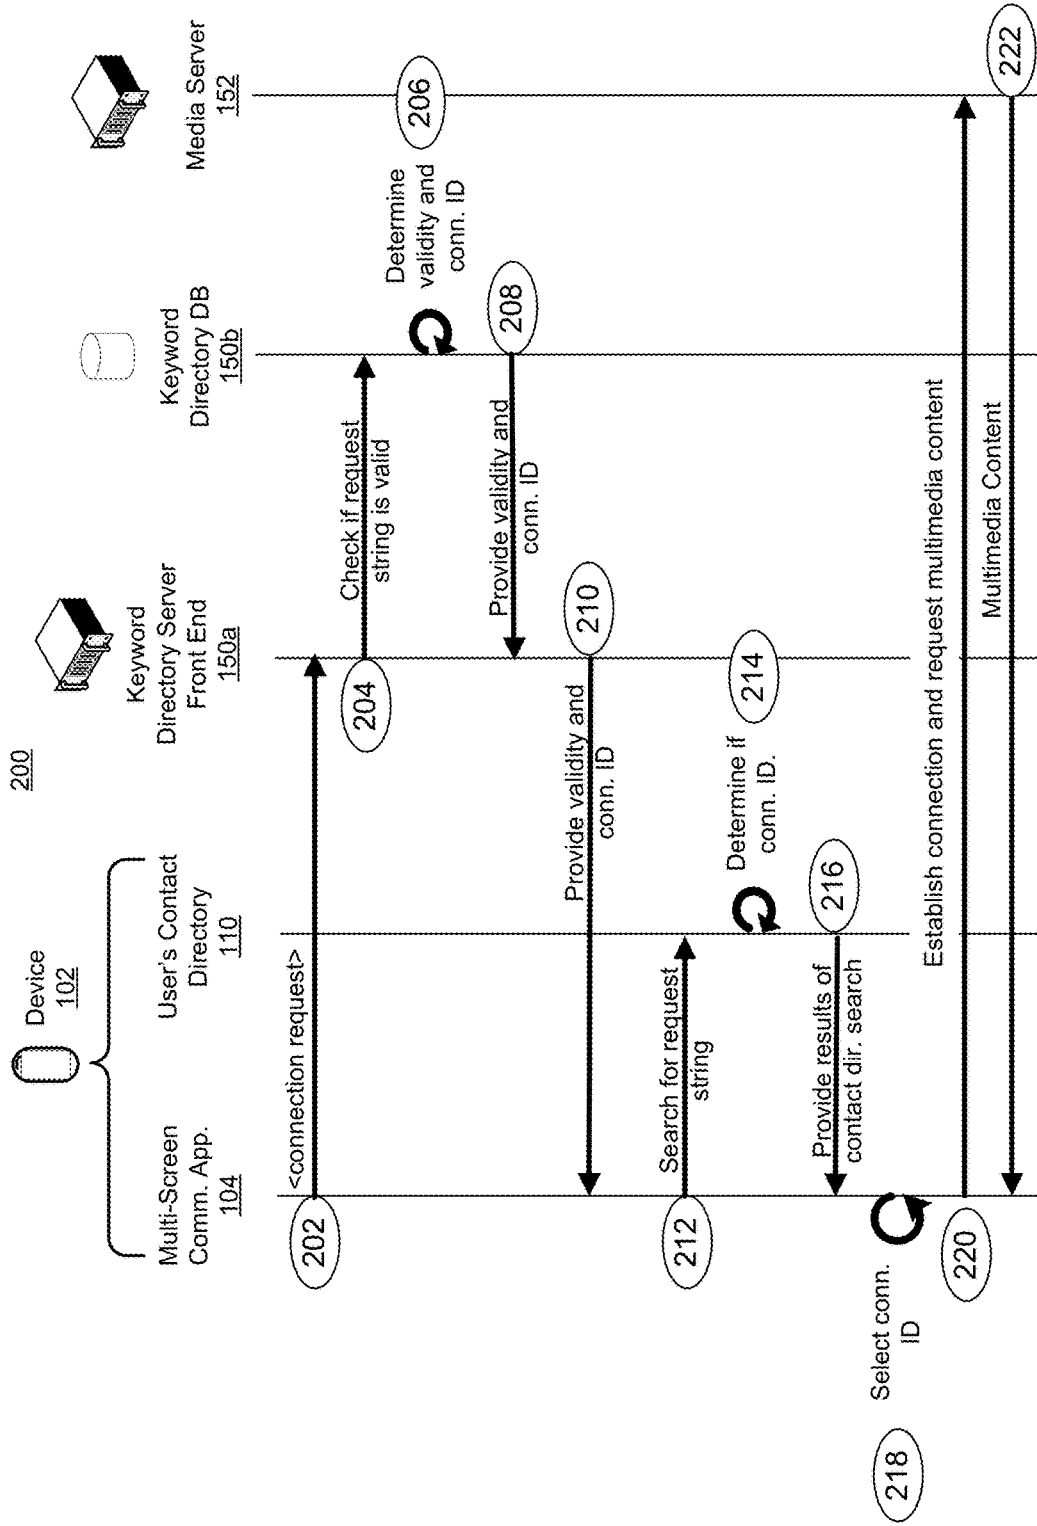 200
Device
102
Multi-Screen
Comm. App.
104
User's Contact
Directory
110
Keyword
Directory Server
Front End
150a
Keyword
Directory DB
150b
Media Server
152
202
<connection request>
204
Check if request
string is valid
Determine
validity and
conn. ID
206
208
Provide validity and
conn. ID
210
Provide validity and
conn. ID
212
Search for request
string
Determine if
conn. ID.
214
216
Provide results of
contact dir. search
218
Select conn.
ID
220
Establish connection and request multimedia content
Multimedia Content
222